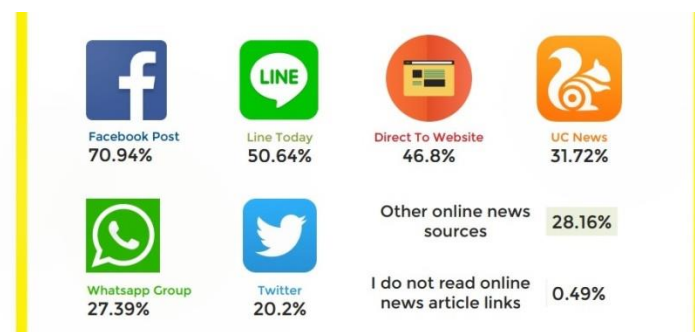 LINE
Facebook Post
70.94%
Line Today
50.64%
Direct To Website
46.8%
UC News
31.72%
Whatsapp Group
27.39%
Twitter
20.2%
Other online news
sources
28.16%
I do not read online
news article links
0.49%